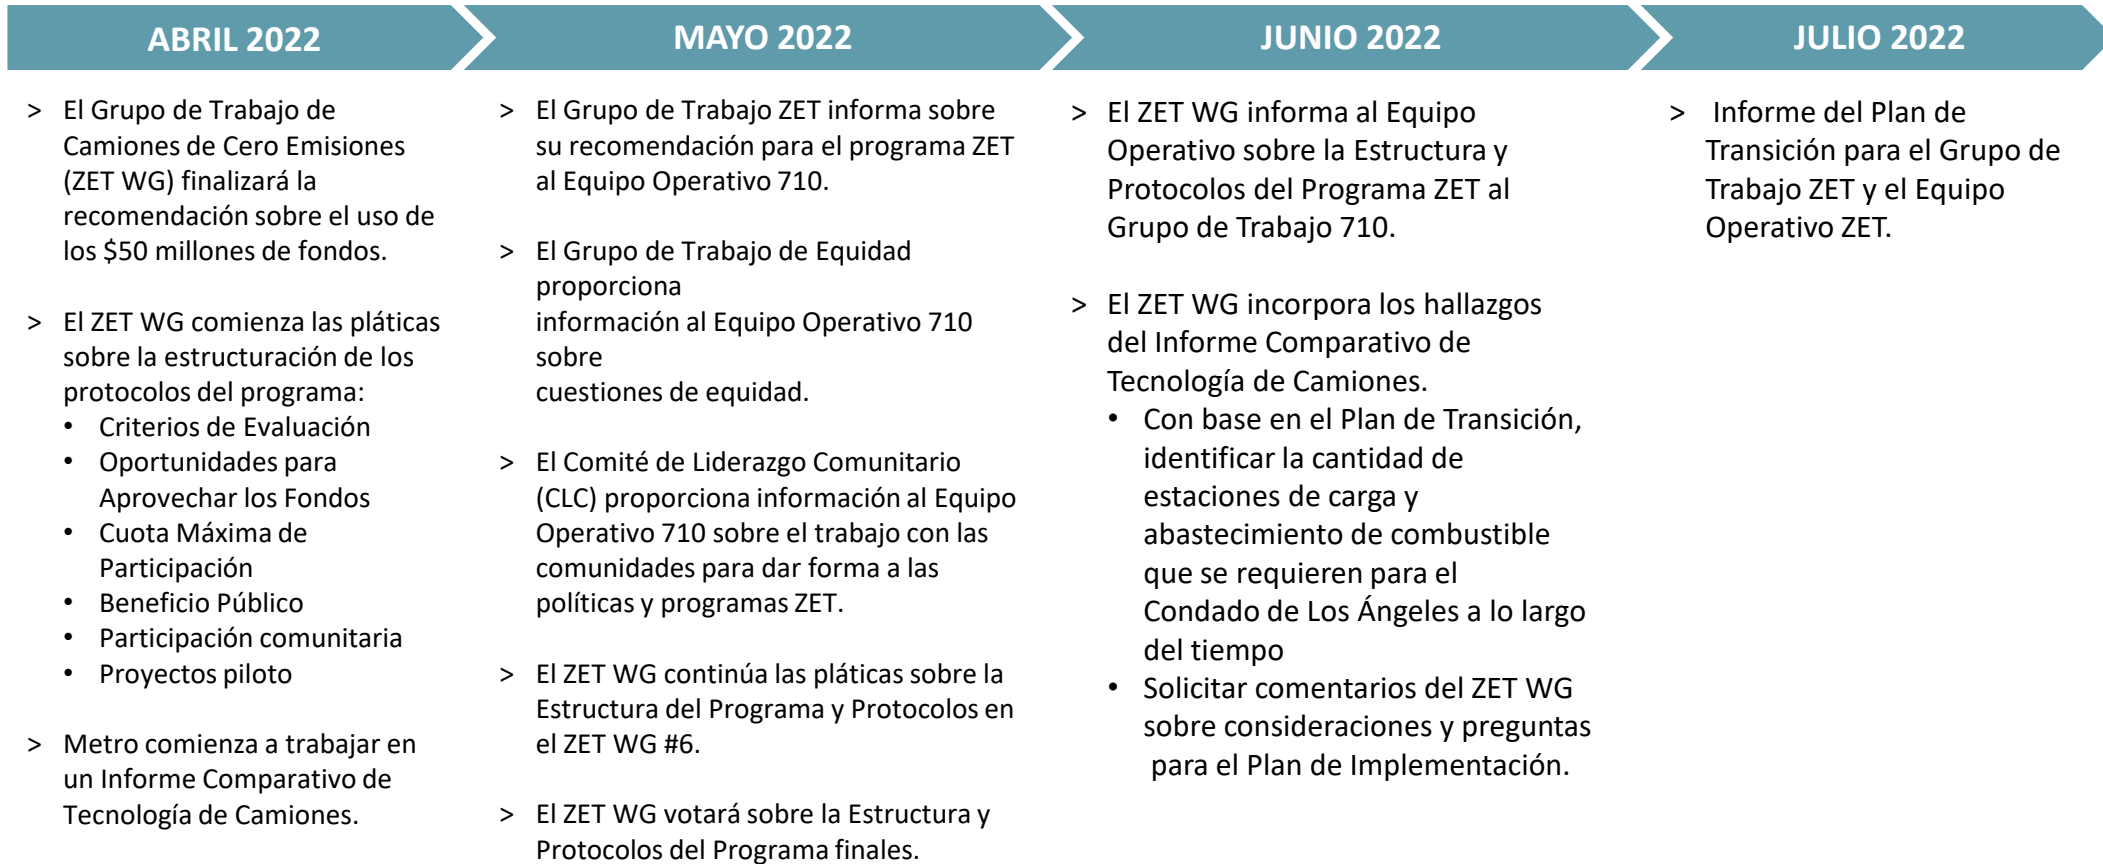 ABRIL 2022
> El Grupo de Trabajo de
Camiones de Cero Emisiones
(ZET WG) finalizará la
recomendación sobre el uso de
los $50 millones de fondos.
> El ZET WG comienza las pláticas
sobre la estructuración de los
protocolos del programa:
• Criterios de Evaluación
• Oportunidades para
Aprovechar los Fondos
• Cuota Máxima de
Participación
• Beneficio Público
• Participación comunitaria
• Proyectos piloto
> Metro comienza a trabajar en
un Informe Comparativo de
Tecnología de Camiones.
MAYO 2022
> El Grupo de Trabajo ZET informa sobre
su recomendación para el programa ZET
al Equipo Operativo 710.
> El Grupo de Trabajo de Equidad
proporciona
información al Equipo Operativo 710
sobre
cuestiones de equidad.
> El Comité de Liderazgo Comunitario
(CLC) proporciona información al Equipo
Operativo 710 sobre el trabajo con las
comunidades para dar forma a las
políticas y programas ZET.
> El ZET WG continúa las pláticas sobre la
Estructura del Programa y Protocolos en
el ZET WG #6.
> El ZET WG votará sobre la Estructura y
Protocolos del Programa finales.
JUNIO 2022
> El ZET WG informa al Equipo
Operativo sobre la Estructura y
Protocolos del Programa ZET al
Grupo de Trabajo 710.
> El ZET WG incorpora los hallazgos
del Informe Comparativo de
Tecnología de Camiones.
• Con base en el Plan de Transición,
identificar la cantidad de
estaciones de carga y
abastecimiento de combustible
que se requieren para el
Condado de Los Ángeles a lo largo
del tiempo
• Solicitar comentarios del ZET WG
sobre consideraciones y preguntas
para el Plan de Implementación.
JULIO 2022
> Informe del Plan de
Transición para el Grupo de
Trabajo ZET y el Equipo
Operativo ZET.